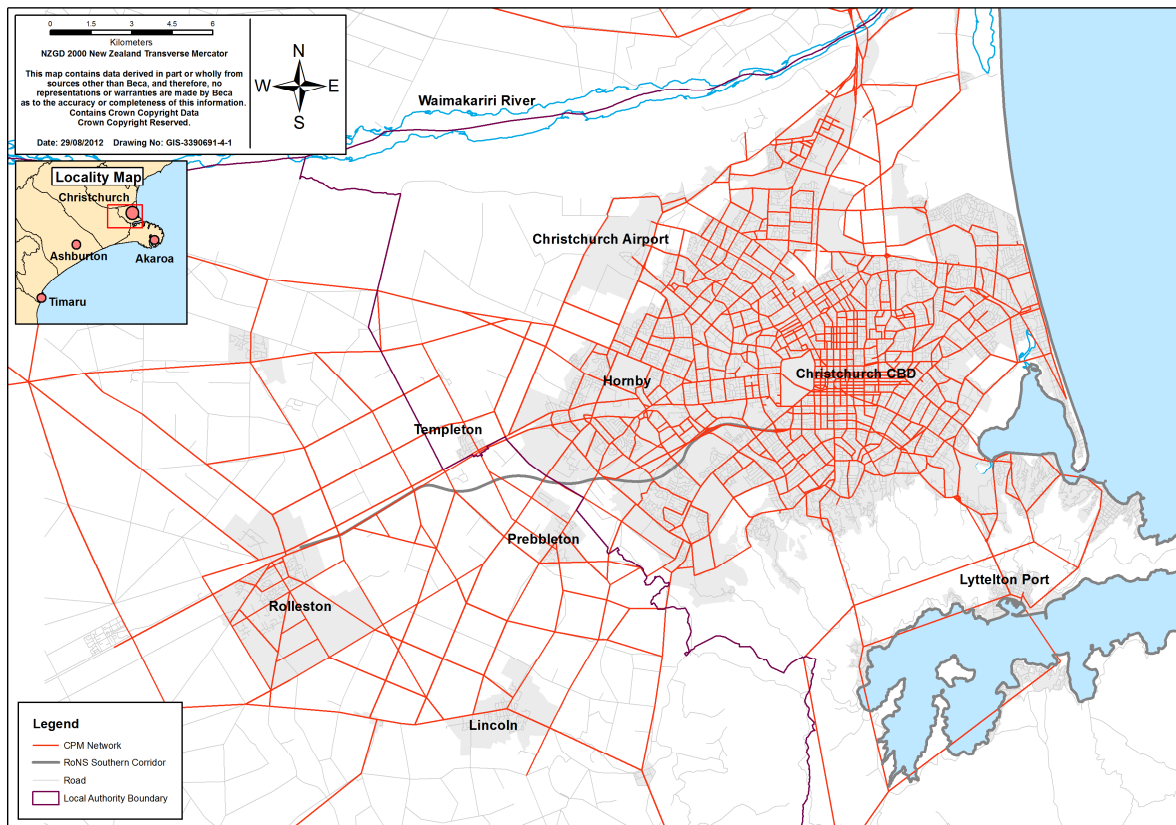 0 1.5 3 4.5 6
Kilometers
NZGD 2000 New Zealand Transverse Mercator
This map contains data derived in part or wholly from
sources other than Beca, and therefore, no
representations or warranties are made by Beca
as to the accuracy or completeness of this information.
Contains Crown Copyright Data
Crown Copyright Reserved.
Date: 29/08/2012 Drawing No: GIS-3390691-4-1
N
W E
S
Waimakariri River
Locality Map
Christchurch
Ashburton
Akaroa
Timaru
Christchurch Airport
Hornby
Christchurch CBD
Templeton
Prebbleton
Lyttelton Port
Rolleston
Lincoln
Legend
CPM Network
RoNS Southern Corridor
Road
Local Authority Boundary